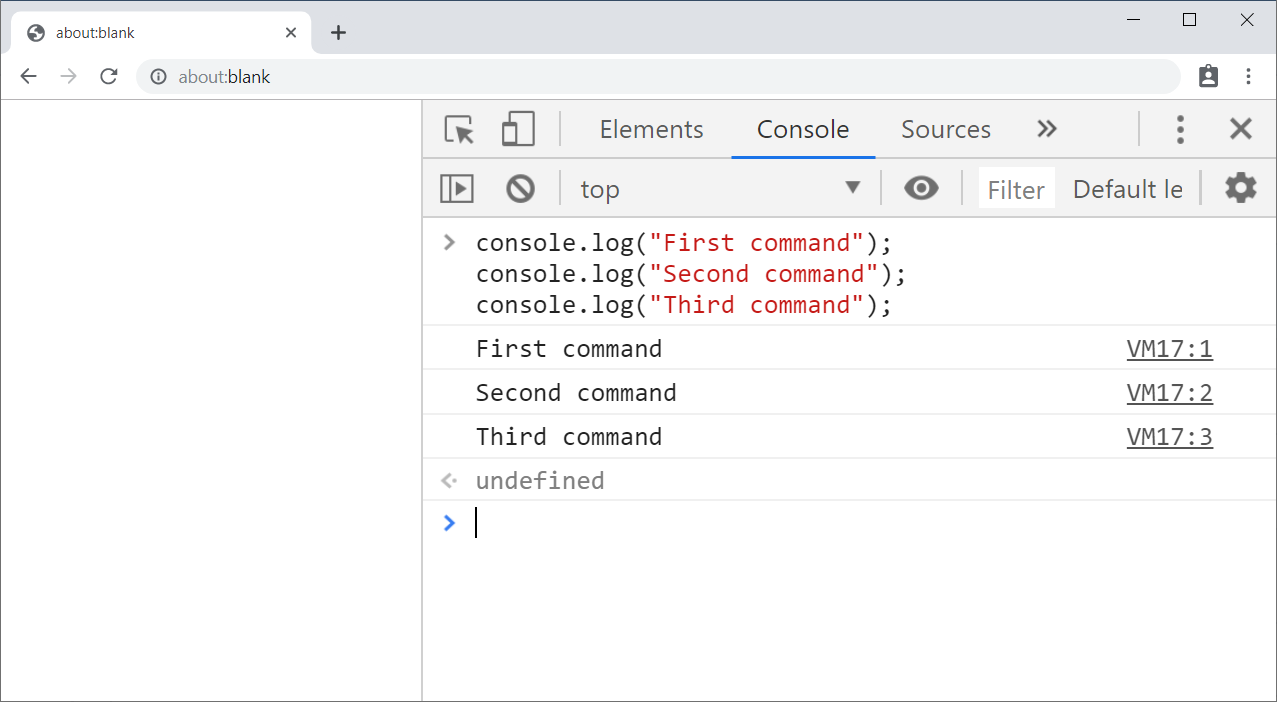 about:blank
about:blank
Elements Console Sources
top Filter Default le
console.log("First command");
console.log("Second command");
console.log("Third command");
First command VM17:1
Second command VM17:2
Third command VM17:3
undefined